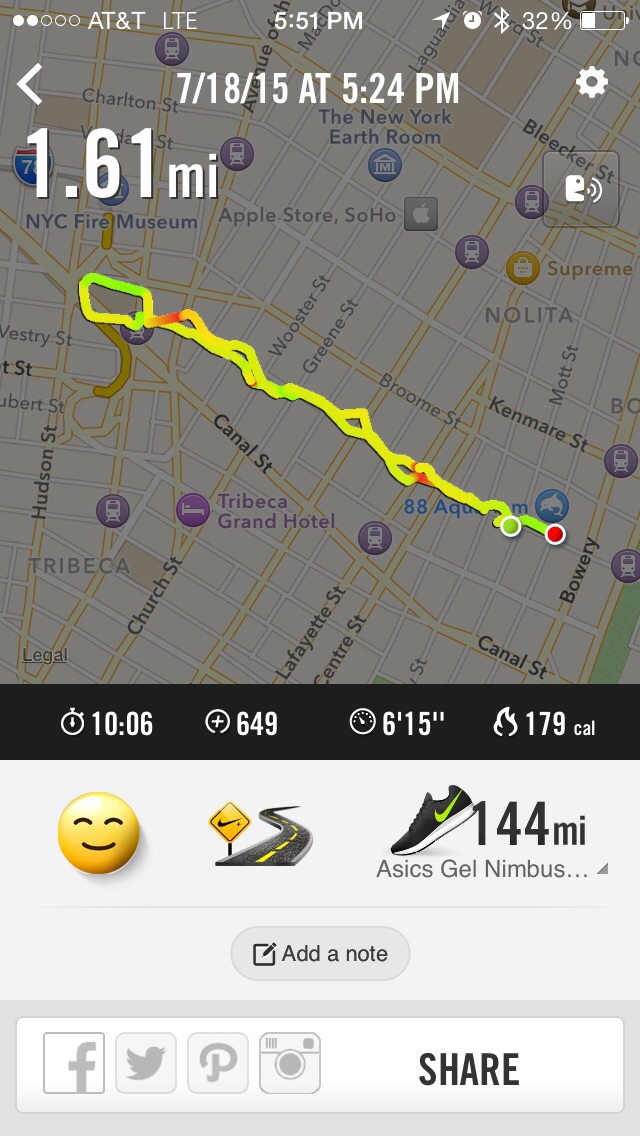 AT&T LTE 5:51 PM 32%
7/18/15 AT 5:24 PM
1.61mi
Charlton St
The New York
Earth Room
Bleecker St
78
NYC Fire Museum
Apple Store, SoHo
Supreme
NOLITA
Wooster St
Greene St
Mott St
Vestry St
Broome St
Kenmare St
BO
Canal St
Hudson St
88 Aqu m
Tribeca
Grand Hotel
TRIBECA
Bowery
Church St
Lafayette St
Centre St
Canal St
St
Legal
10:06 649 6'15'' 179 cal
144mi
Asics Gel Nimbus...
Add a note
SHARE